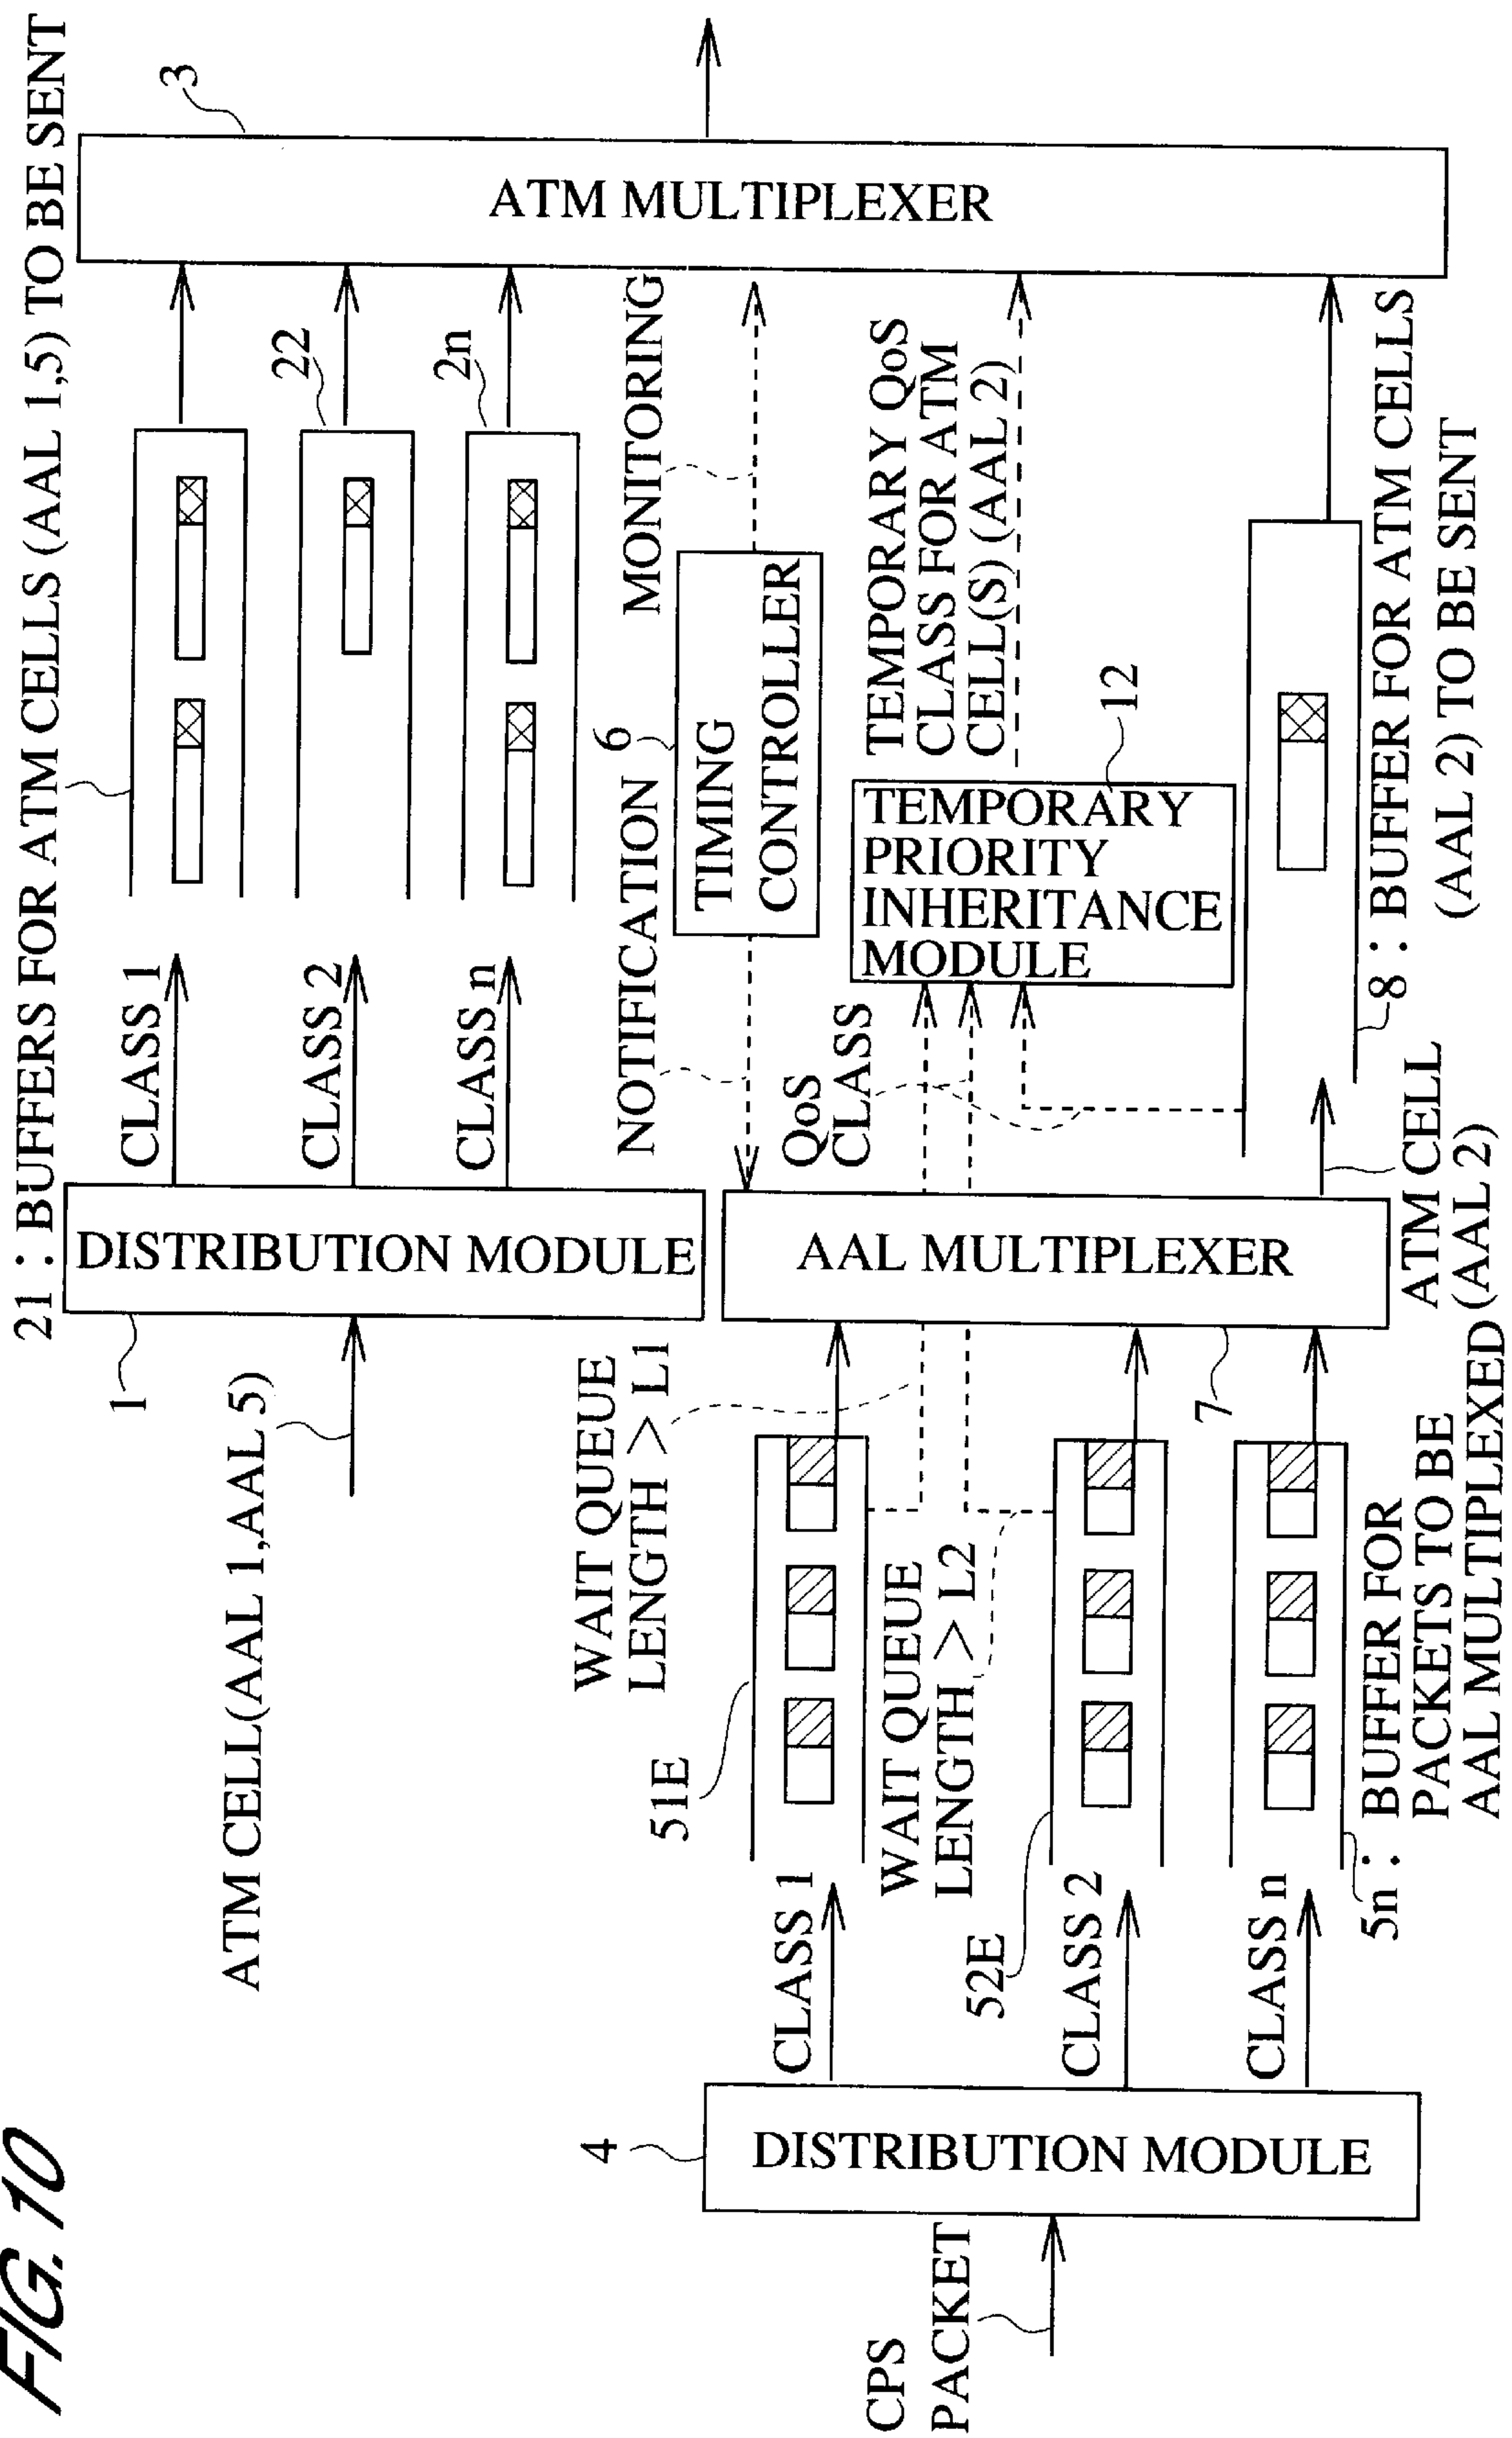 FIG. 10
21 : BUFFERS FOR ATM CELLS (AAL 1,5) TO BE SENT
ATM CELL(AAL 1,AAL 5)
1
DISTRIBUTION MODULE
CLASS 1
CLASS 2
CLASS n
22
2n
3
ATM MULTIPLEXER
NOTIFICATION
6
TIMING
CONTROLLER
MONITORING
CPS
PACKET
4
DISTRIBUTION MODULE
CLASS 1
CLASS 2
CLASS n
51E
52E
5n : BUFFER FOR
PACKETS TO BE
AAL MULTIPLEXED
WAIT QUEUE
LENGTH > L1
WAIT QUEUE
LENGTH > L2
7
AAL MULTIPLEXER
QoS
CLASS
TEMPORARY
PRIORITY
INHERITANCE
MODULE
12
TEMPORARY QoS
CLASS FOR ATM
CELL(S) (AAL 2)
ATM CELL
(AAL 2)
8 : BUFFER FOR ATM CELLS
(AAL 2) TO BE SENT